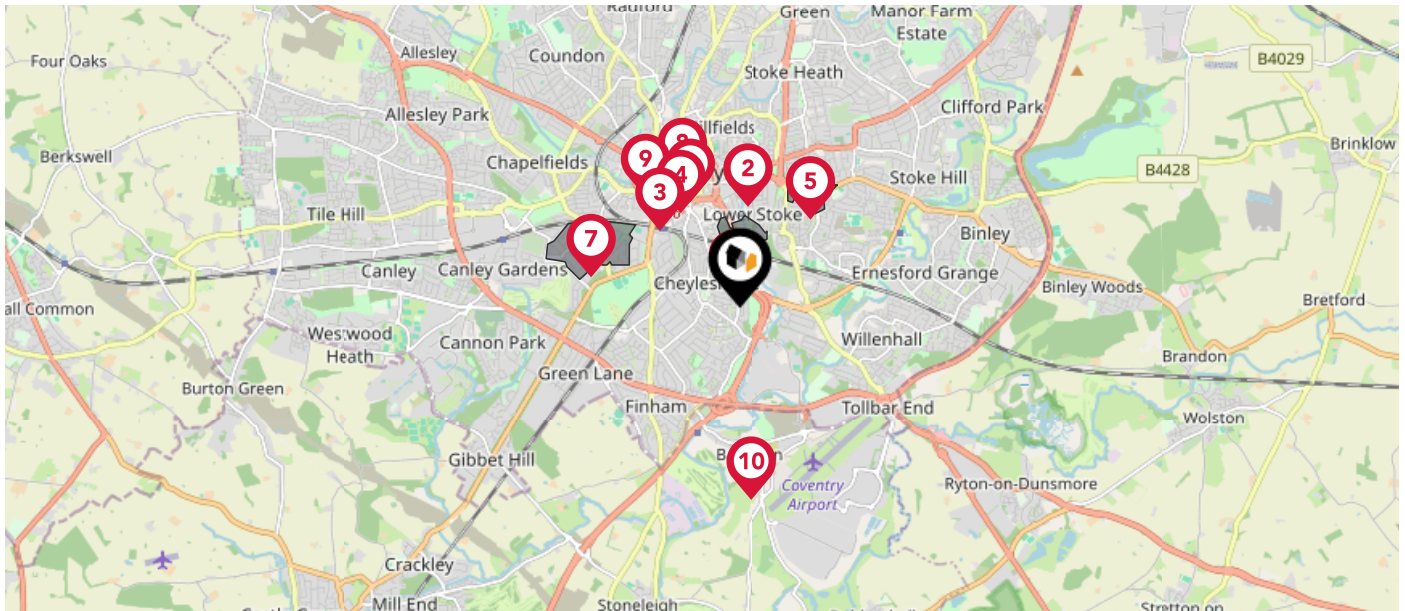 Radford
Green
Manor Farm
Estate
Allesley
Coundon
Four Oaks
B4029
Stoke Heath
Allesley Park
Clifford Park
illfields
8
Brinklow
Berkswell
Chapelfields
9
4
2
5
B4428
Stoke Hill
3
Tile Hill
Lower Stoke
Binley
7
Canley
Canley Gardens
Cheyles
Ernesford Grange
Binley Woods
all Common
Bretford
Westwood
Heath
Cannon Park
Willenhall
Brandon
Green Lane
Burton Green
Finham
Tollbar End
Wolston
Gibbet Hill
10
Coventry
Airport
Ryton-on-Dunsmore
Crackley
Mill End
Stoneleigh
Stretton on